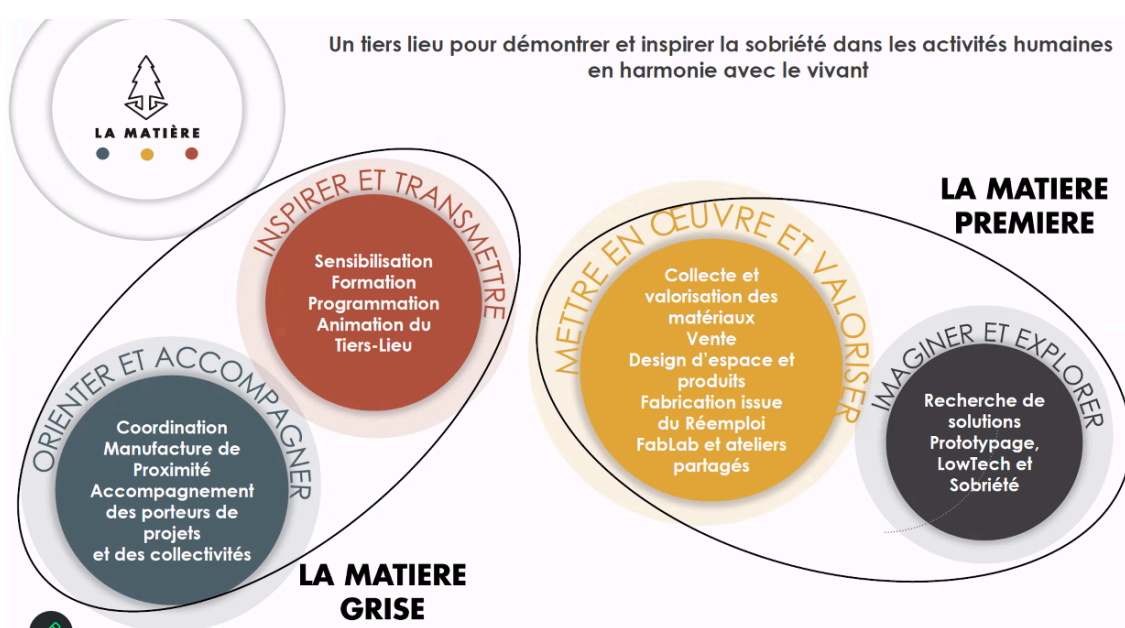 Un tiers lieu pour démontrer et inspirer la sobriété dans les activités humaines
en harmonie avec le vivant
LA MATIÈRE
INSPIRER ET TRANSMETTRE
Sensibilisation
Formation
Programmation
Animation du
Tiers-Lieu
ORIENTER ET ACCOMPAGNER
Coordination
Manufacture de
Proximité
Accompagnement
des porteurs de
projets
et des collectivités
LA MATIERE
GRISE
METTRE EN ŒUVRE ET VALORISER
Collecte et
valorisation des
matériaux
Vente
Design d'espace et
produits
Fabrication issue
du Réemploi
FabLab et ateliers
partagés
LA MATIERE
PREMIERE
IMAGINER ET EXPLORER
Recherche de
solutions
Prototypage,
LowTech et
Sobriété